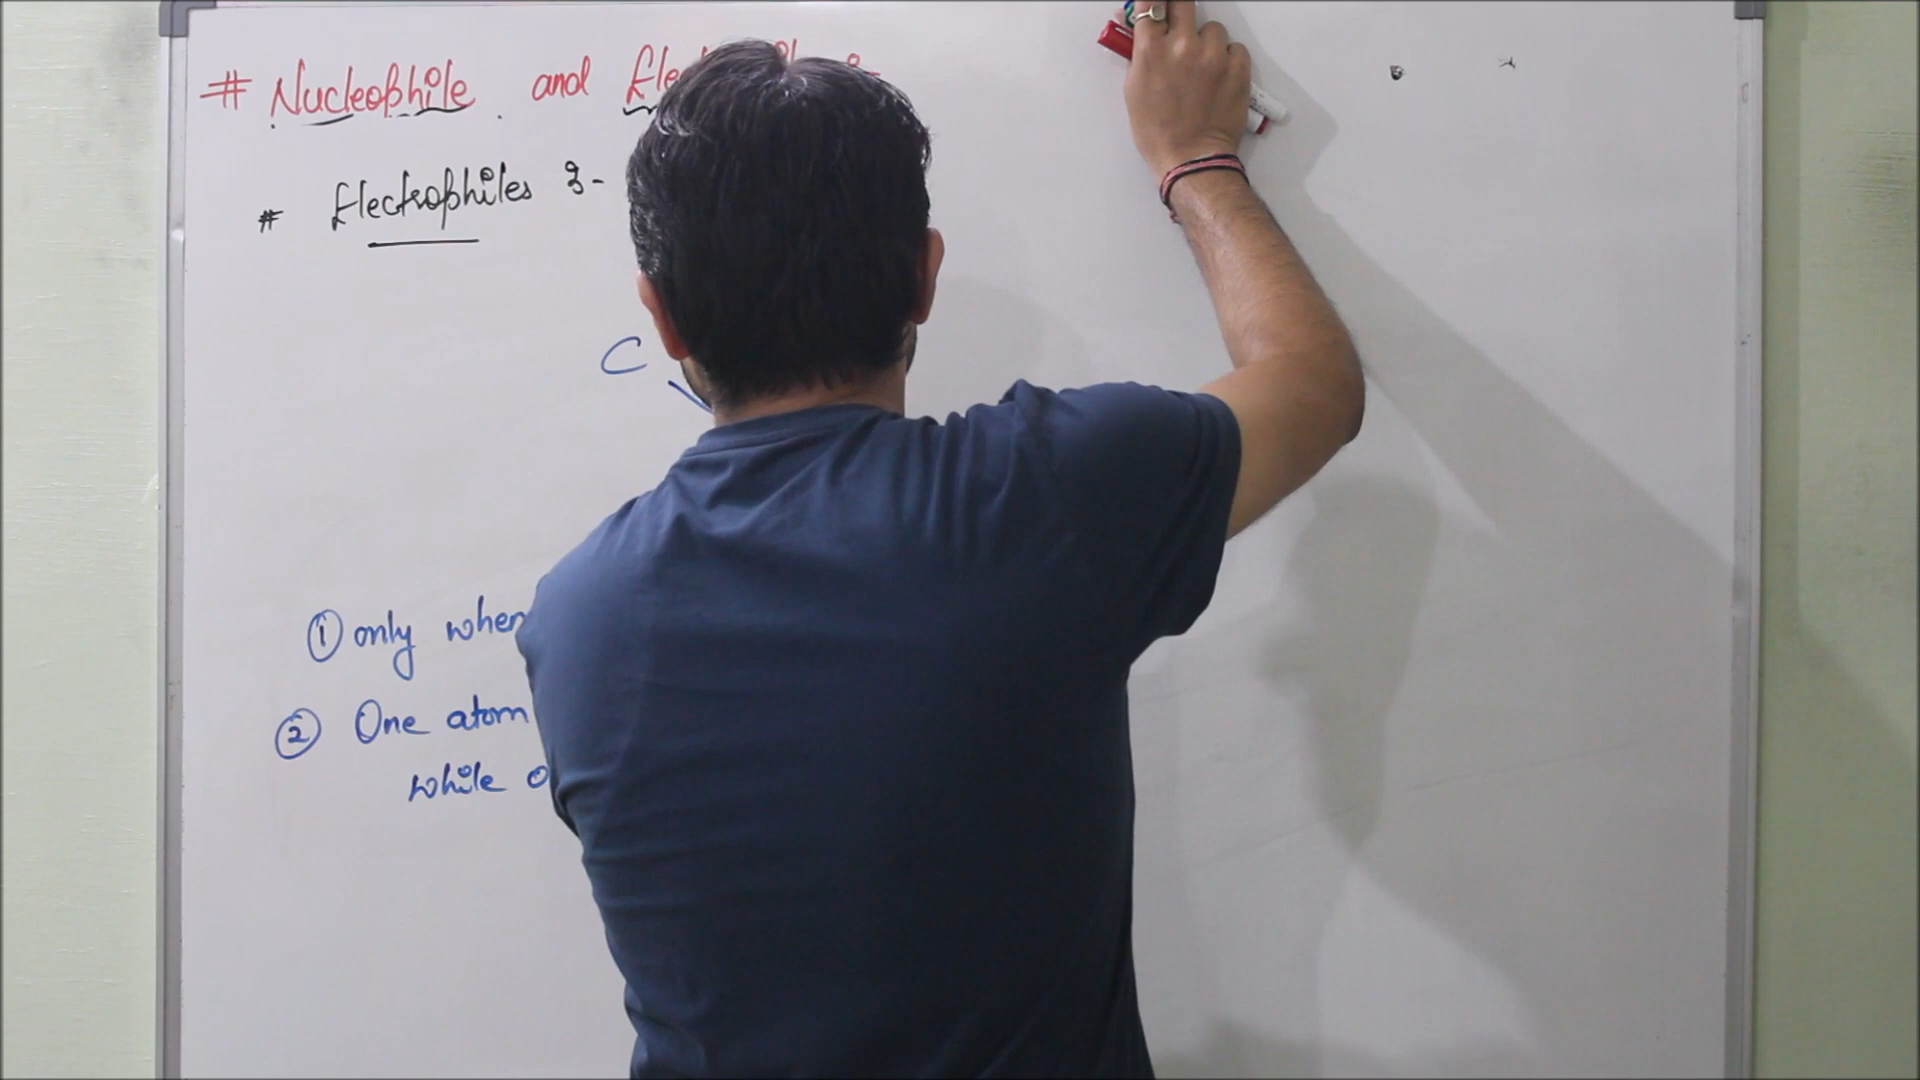 # Nucleophile and
# Electrophiles :-
C
① only when
② One atom
while